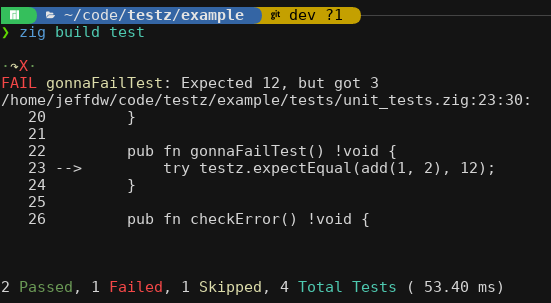 ~/code/testz/example dev ?1
❯ zig build test
·↷X·
FAIL gonnaFailTest: Expected 12, but got 3
/home/jeffdw/code/testz/example/tests/unit_tests.zig:23:30:
20 }
21
22 pub fn gonnaFailTest() !void {
23 --> try testz.expectEqual(add(1, 2), 12);
24 }
25
26 pub fn checkError() !void {
2 Passed, 1 Failed, 1 Skipped, 4 Total Tests ( 53.40 ms)